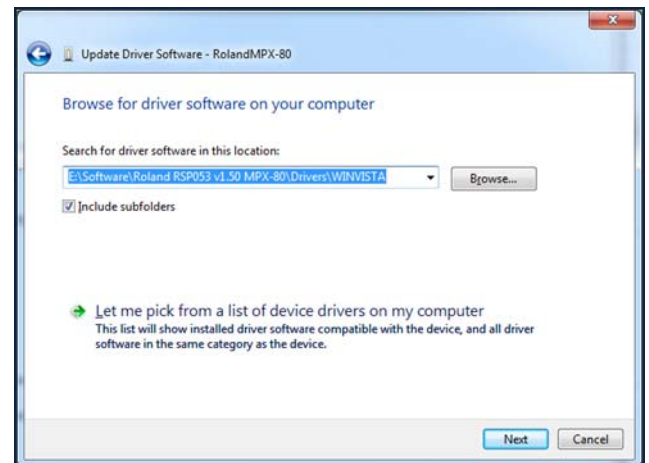 Update Driver Software - RolandMPX-80
Browse for driver software on your computer
Search for driver software in this location:
E:\Software\Roland RSP053 v1.50 MPX-80\Drivers\WINVISTA
Browse...
Include subfolders
Let me pick from a list of device drivers on my computer
This list will show installed driver software compatible with the device, and all driver
software in the same category as the device.
Next Cancel